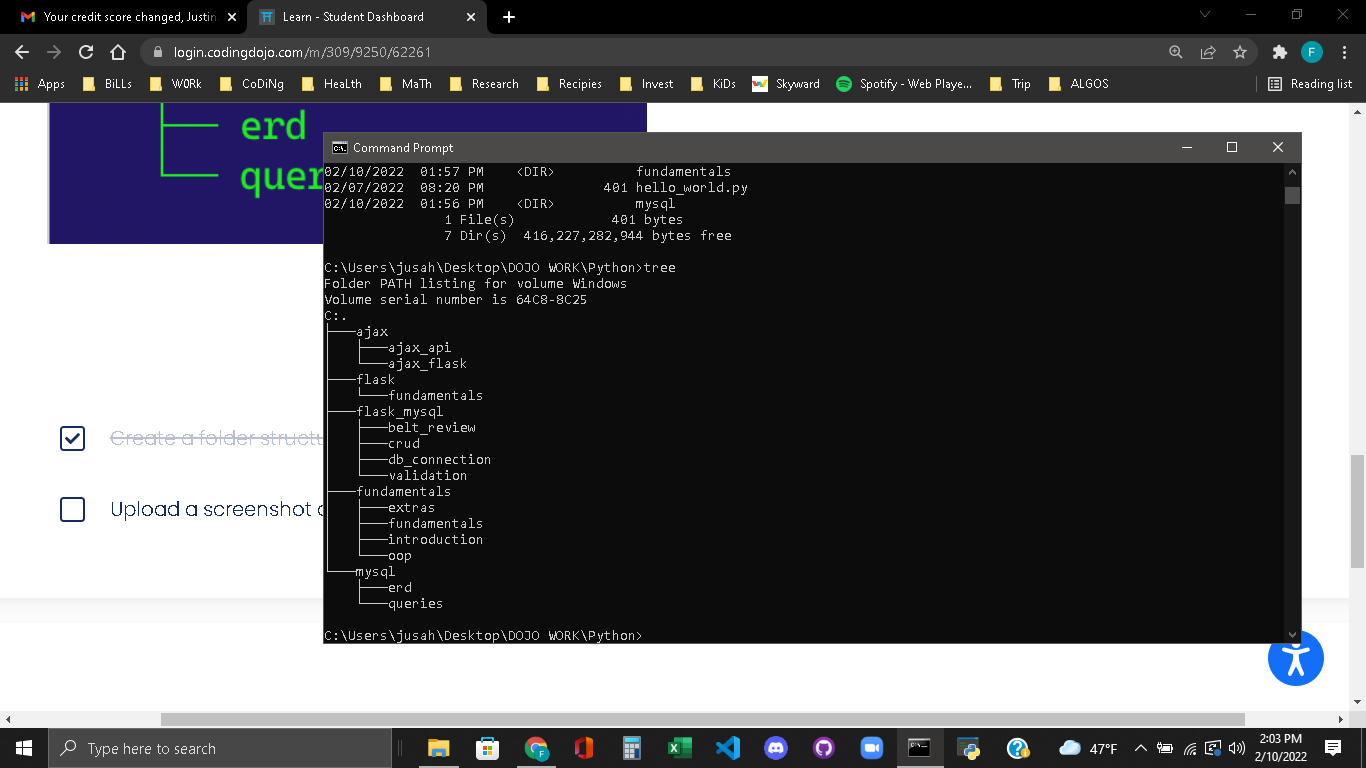 Your credit score changed, Justin
Learn - Student Dashboard
login.codingdojo.com/m/309/9250/62261
Apps BiLLs W0Rk CoDiNg HeaLth MaTh Research Recipies Invest KiDs Skyward Spotify - Web Playe... Trip ALGOS Reading list
├── erd
└── quer
Command Prompt
02/10/2022  01:57 PM    <DIR>          fundamentals
02/07/2022  08:20 PM               401 hello_world.py
02/10/2022  01:56 PM    <DIR>          mysql
               1 File(s)            401 bytes
               7 Dir(s)  416,227,282,944 bytes free
C:\Users\jusah\Desktop\DOJO WORK\Python>tree
Folder PATH listing for volume Windows
Volume serial number is 64C8-8C25
C:.
├───ajax
│   ├───ajax_api
│   └───ajax_flask
├───flask
│   └───fundamentals
├───flask_mysql
│   ├───belt_review
│   ├───crud
│   ├───db_connection
│   └───validation
├───fundamentals
│   ├───extras
│   ├───fundamentals
│   ├───introduction
│   └───oop
└───mysql
    ├───erd
    └───queries
C:\Users\jusah\Desktop\DOJO WORK\Python>
Create a folder structu
Upload a screenshot
Type here to search
47°F
2:03 PM
2/10/2022